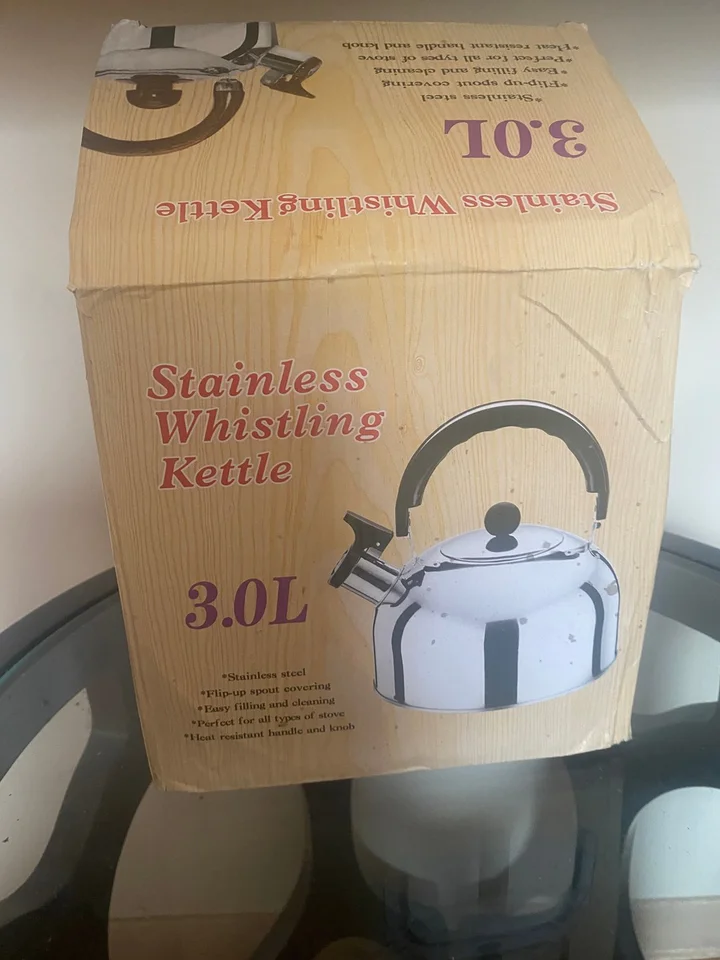 *Heat resistant handle and knob
*Perfect for all types of stove
*Easy filling and cleaning
*Flip-up spout covering
*Stainless steel
3.0L
Stainless Whistling Kettle
Stainless
Whistling
Kettle
3.0L
*Stainless steel
*Flip-up spout covering
*Easy filling and cleaning
*Perfect for all types of stove
*Heat resistant handle and knob